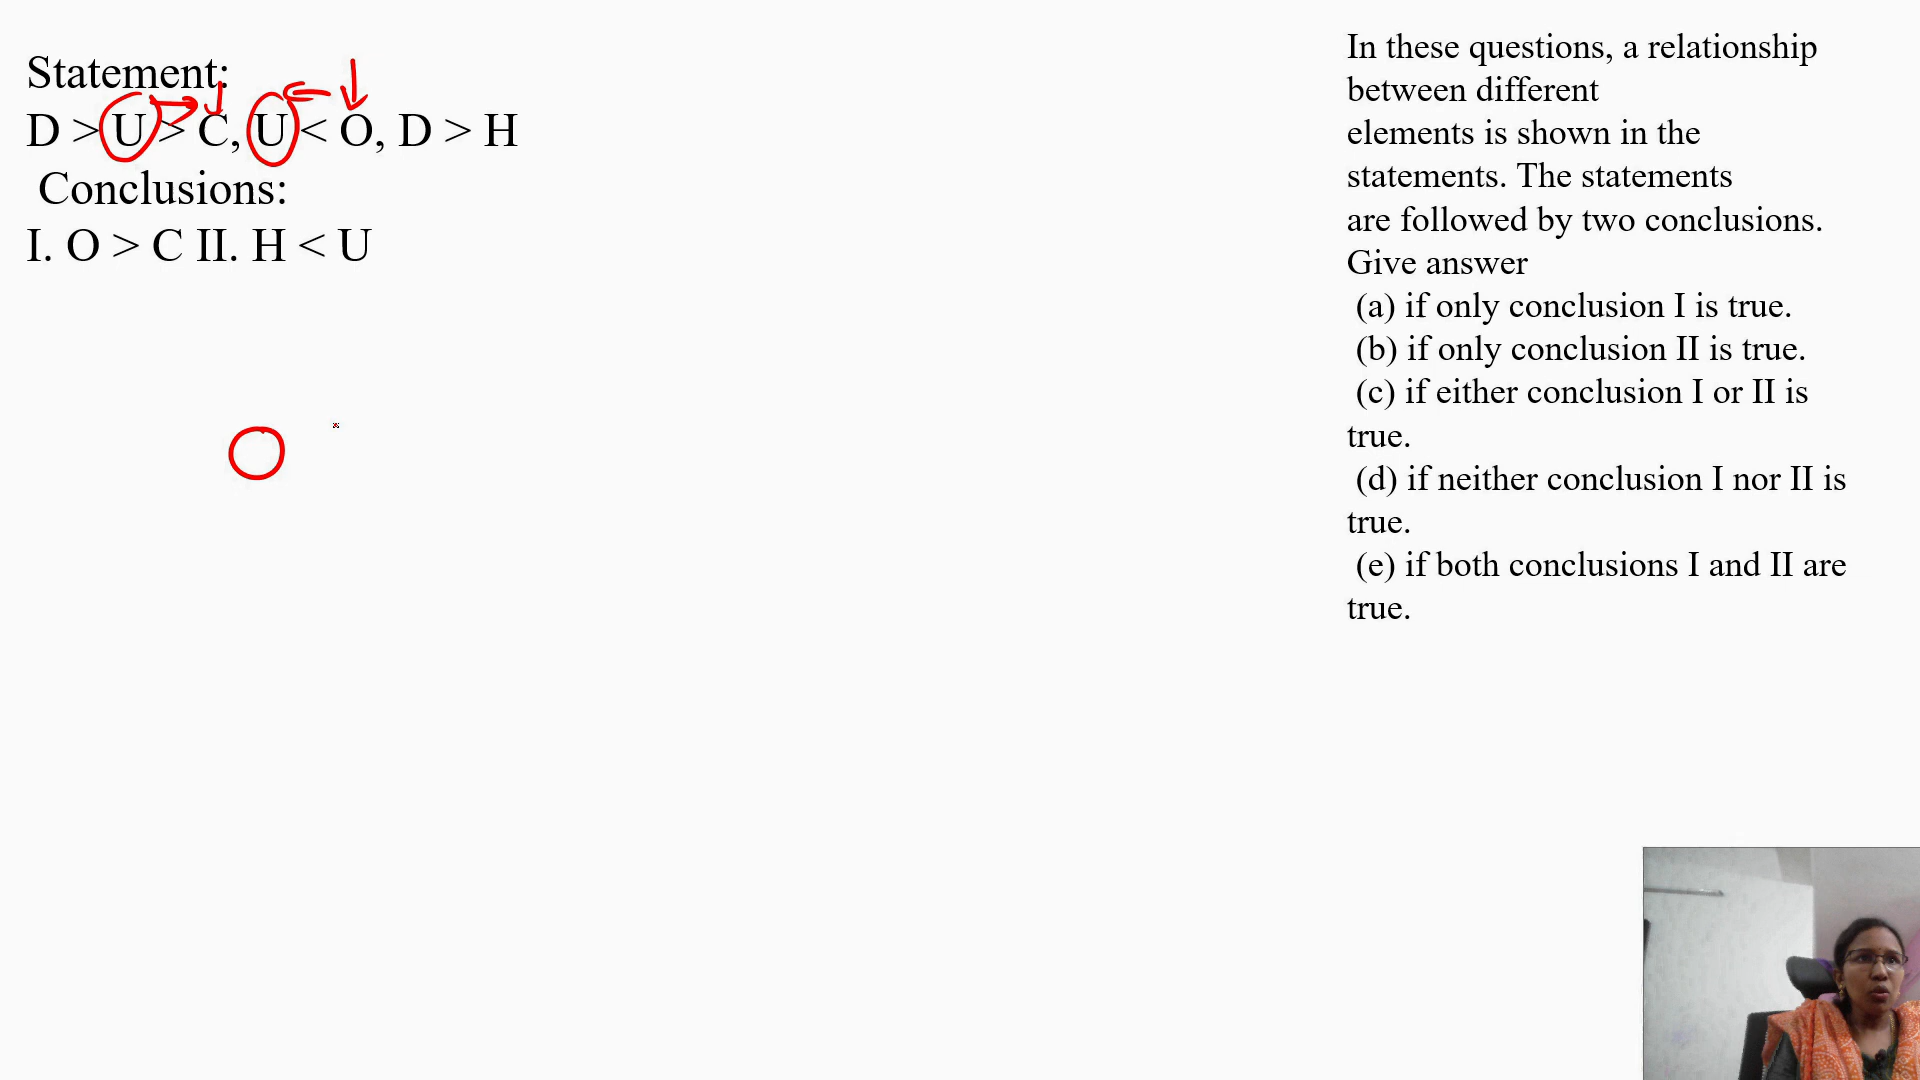 Statement:
D > U > C, U < O, D > H
Conclusions:
I. O > C II. H < U
In these questions, a relationship
between different
elements is shown in the
statements. The statements
are followed by two conclusions.
Give answer
(a) if only conclusion I is true.
(b) if only conclusion II is true.
(c) if either conclusion I or II is
true.
(d) if neither conclusion I nor II is
true.
(e) if both conclusions I and II are
true.